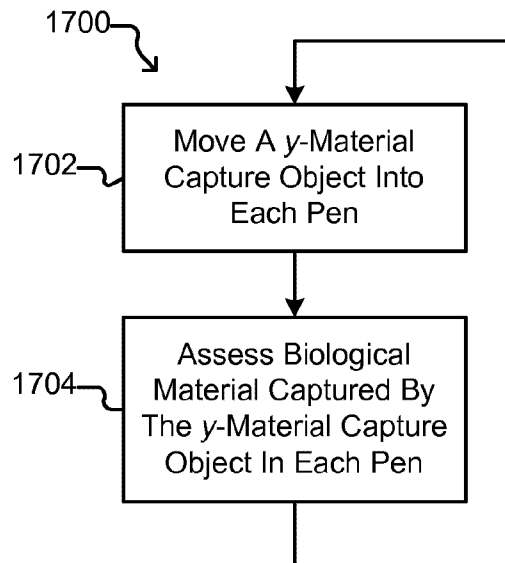 1700
1702
Move A y-Material
Capture Object Into
Each Pen
1704
Assess Biological
Material Captured By
The y-Material Capture
Object In Each Pen